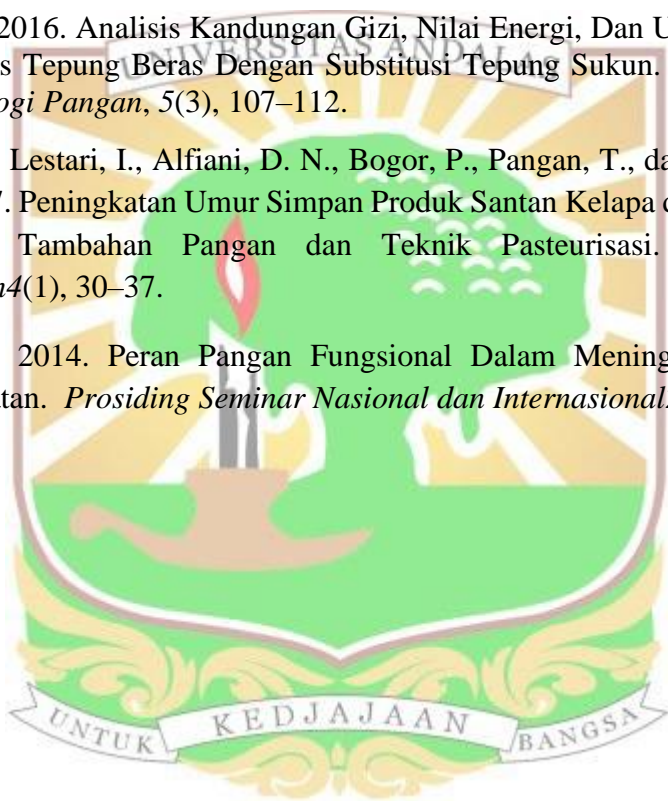 2016. Analisis Kandungan Gizi, Nilai Energi, Dan U
UNIVERSITAS ANDALA
s Tepung Beras Dengan Substitusi Tepung Sukun.
ogi Pangan, 5(3), 107–112.
Lestari, I., Alfiani, D. N., Bogor, P., Pangan, T., da
7. Peningkatan Umur Simpan Produk Santan Kelapa d
Tambahan Pangan dan Teknik Pasteurisasi.
n4(1), 30–37.
2014. Peran Pangan Fungsional Dalam Mening
atan. Prosiding Seminar Nasional dan Internasional.
UNTUK KEDJAJAAN BANGSA